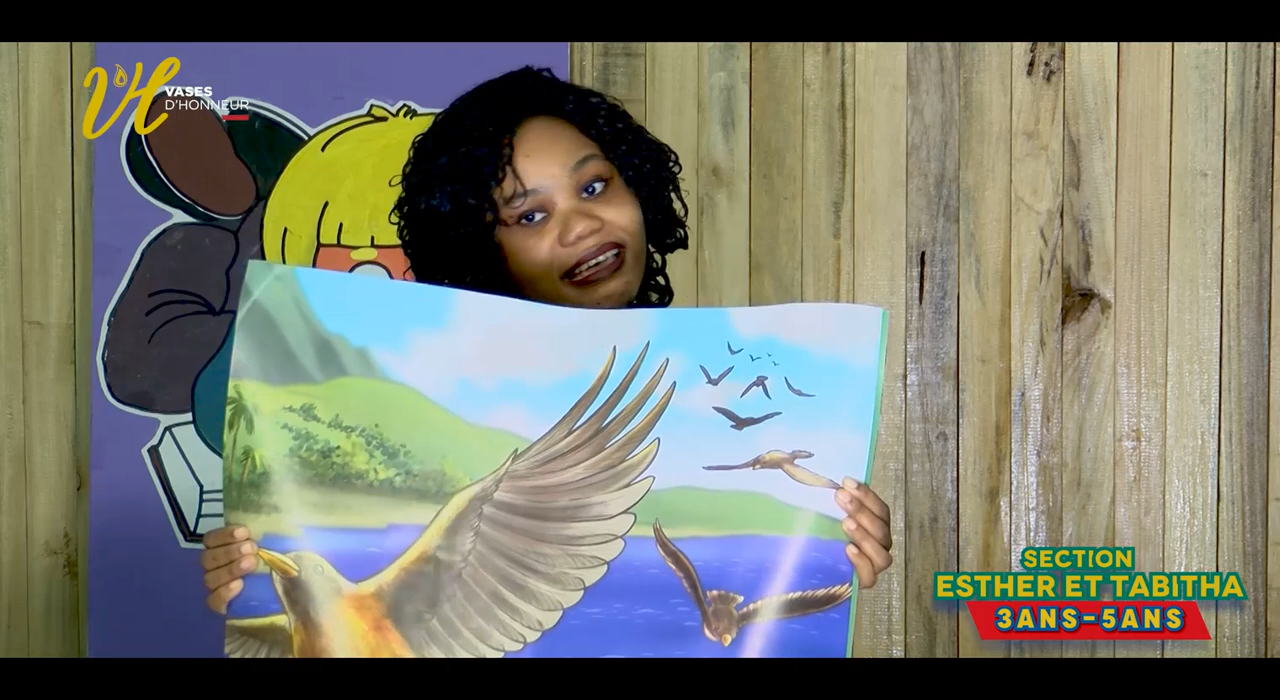 VH
VASES
D'HONNEUR
SECTION
ESTHER ET TABITHA
3ANS-5ANS